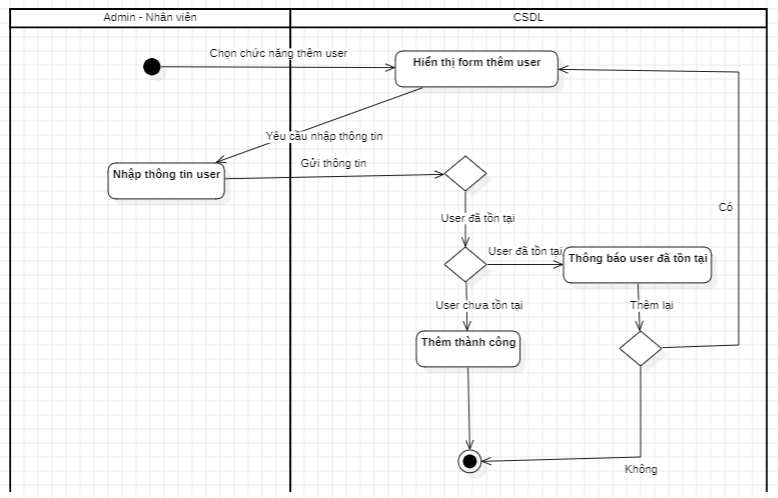 Admin - Nhân viên
CSDL
Chọn chức năng thêm user
Hiển thị form thêm user
Yêu cầu nhập thông tin
Gửi thông tin
Nhập thông tin user
Có
User đã tồn tại
User đã tồn tại
Thông báo user đã tồn tại
User chưa tồn tại
Thêm lại
Thêm thành công
Không